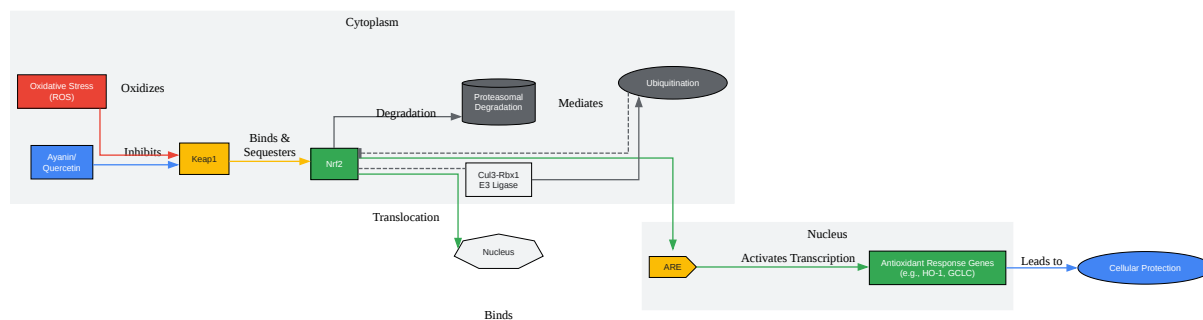 Cytoplasm
Oxidative Stress
(ROS)
Oxidizes
Proteasomal
Degradation
Mediates
Ubiquitination
Degradation
Ayanin/
Quercetin
Inhibits
Keap1
Binds &
Sequesters
Nrf2
Cul3-Rbx1
E3 Ligase
Translocation
Nucleus
Nucleus
ARE
Activates Transcription
Antioxidant Response Genes
(e.g., HO-1, GCLC)
Leads to
Cellular Protection
Binds